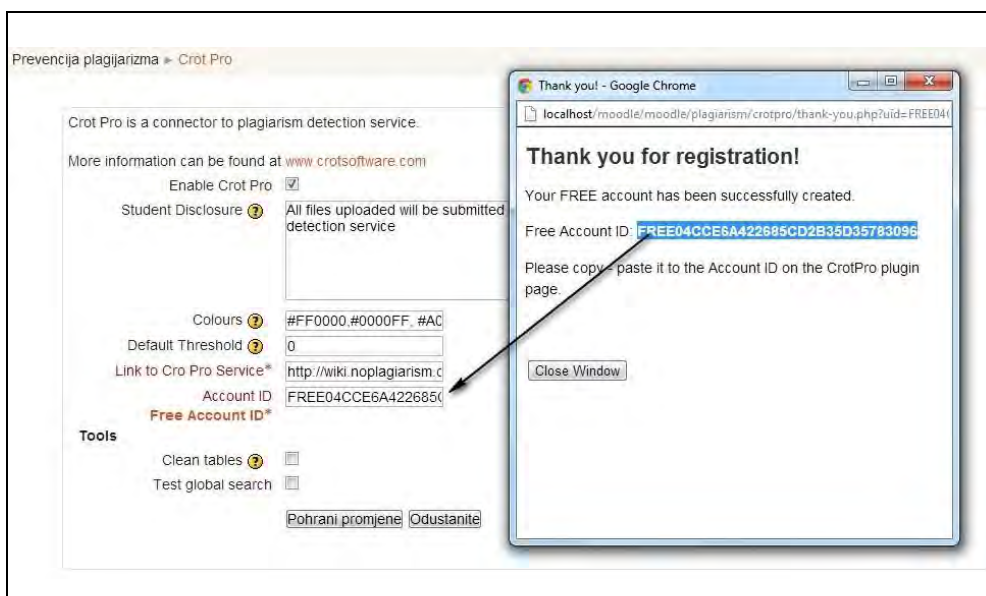 Prevencija plagijarizma ► Crot Pro
Crot Pro is a connector to plagiarism detection service.
More information can be found at www.crotsoftware.com
Enable Crot Pro
Student Disclosure
All files uploaded will be submitted
detection service
Colours
#FF0000,#0000FF, #AC
Default Threshold
0
Link to Cro Pro Service*
http://wiki.noplagiarism.c
Account ID
FREE04CCE6A422685C
Free Account ID*
Tools
Clean tables
Test global search
Pohrani promjene Odustanite
Thank you! - Google Chrome
localhost/moodle/moodle/plagiarism/crotpro/thank-you.php?uid=FREE04(
Thank you for registration!
Your FREE account has been successfully created.
Free Account ID: FREE04CCE6A422685CD2B35D35783096
Please copy - paste it to the Account ID on the CrotPro plugin
page.
Close Window